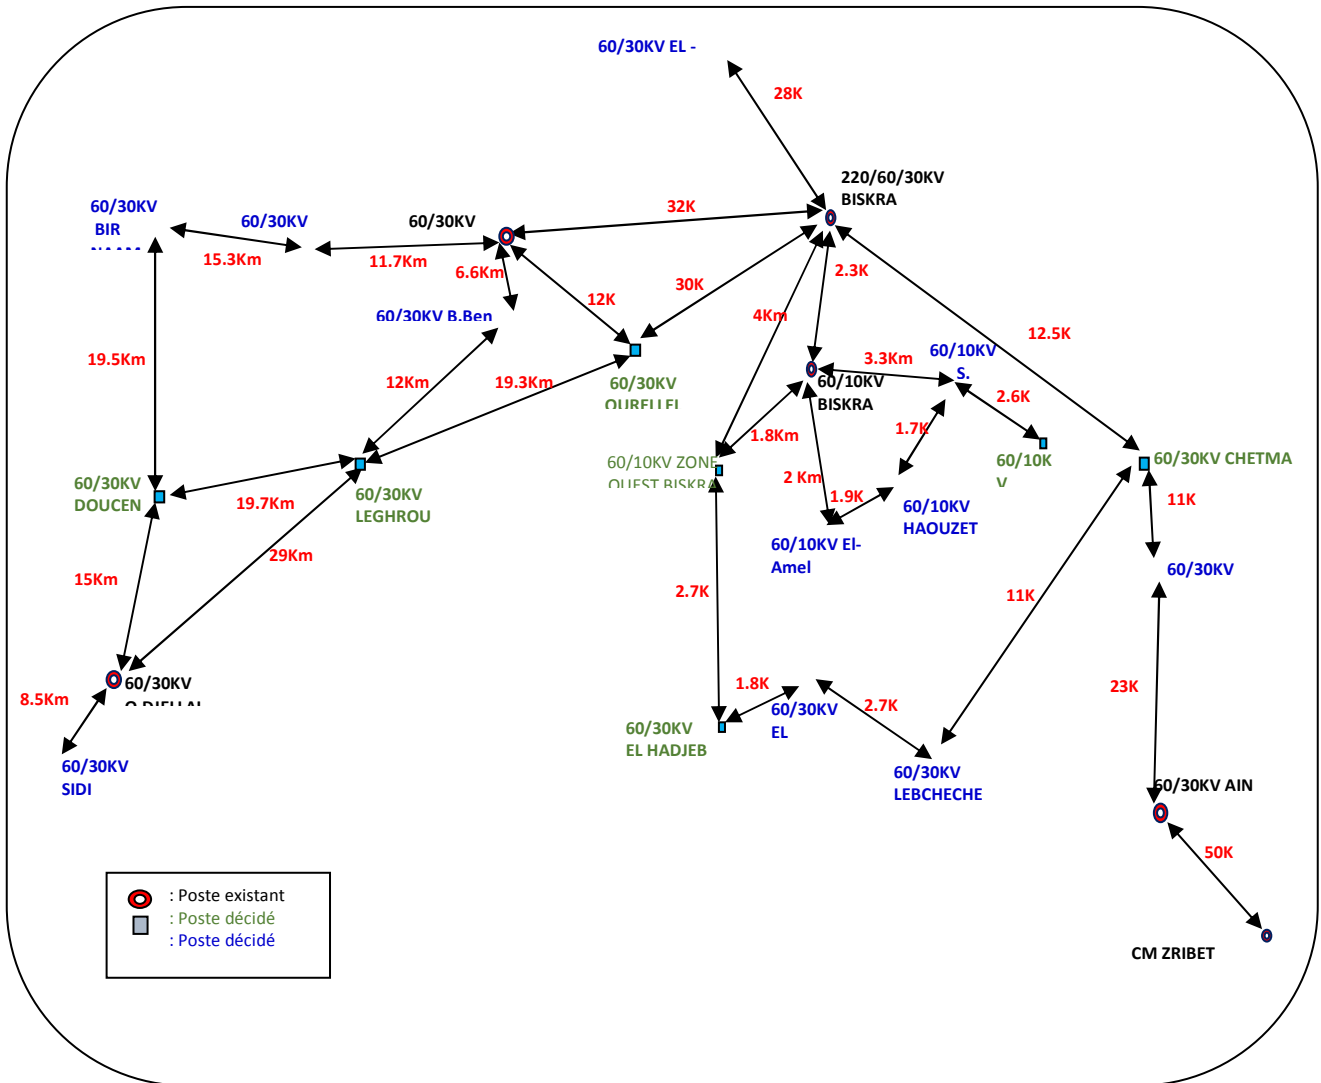 60/30KV EL -
28K
220/60/30KV
BISKRA
60/30KV
BIR
60/30KV
60/30KV
32K
15.3Km
11.7Km
6.6Km
12K
30K
2.3K
4Km
12.5K
60/30KV B.Ben
19.5Km
12Km
19.3Km
60/30KV
3.3Km
60/10KV
S.
60/10KV
BISKRA
2.6K
1.7K
1.8Km
60/10KV ZONE
OUEST BISKRA
60/10K
V
60/30KV CHETMA
60/30KV
DOUCEN
19.7Km
60/30KV
LEGHROU
2 Km
1.9K
60/10KV
HAOUZET
11K
60/10KV El-
Amel
60/30KV
29Km
15Km
2.7K
11K
8.5Km
60/30KV
1.8K
60/30KV
EL
2.7K
23K
60/30KV
EL HADJEB
60/30KV
SIDI
60/30KV
LEBCHECHE
60/30KV AIN
50K
CM ZRIBET
: Poste existant
: Poste décidé
: Poste décidé